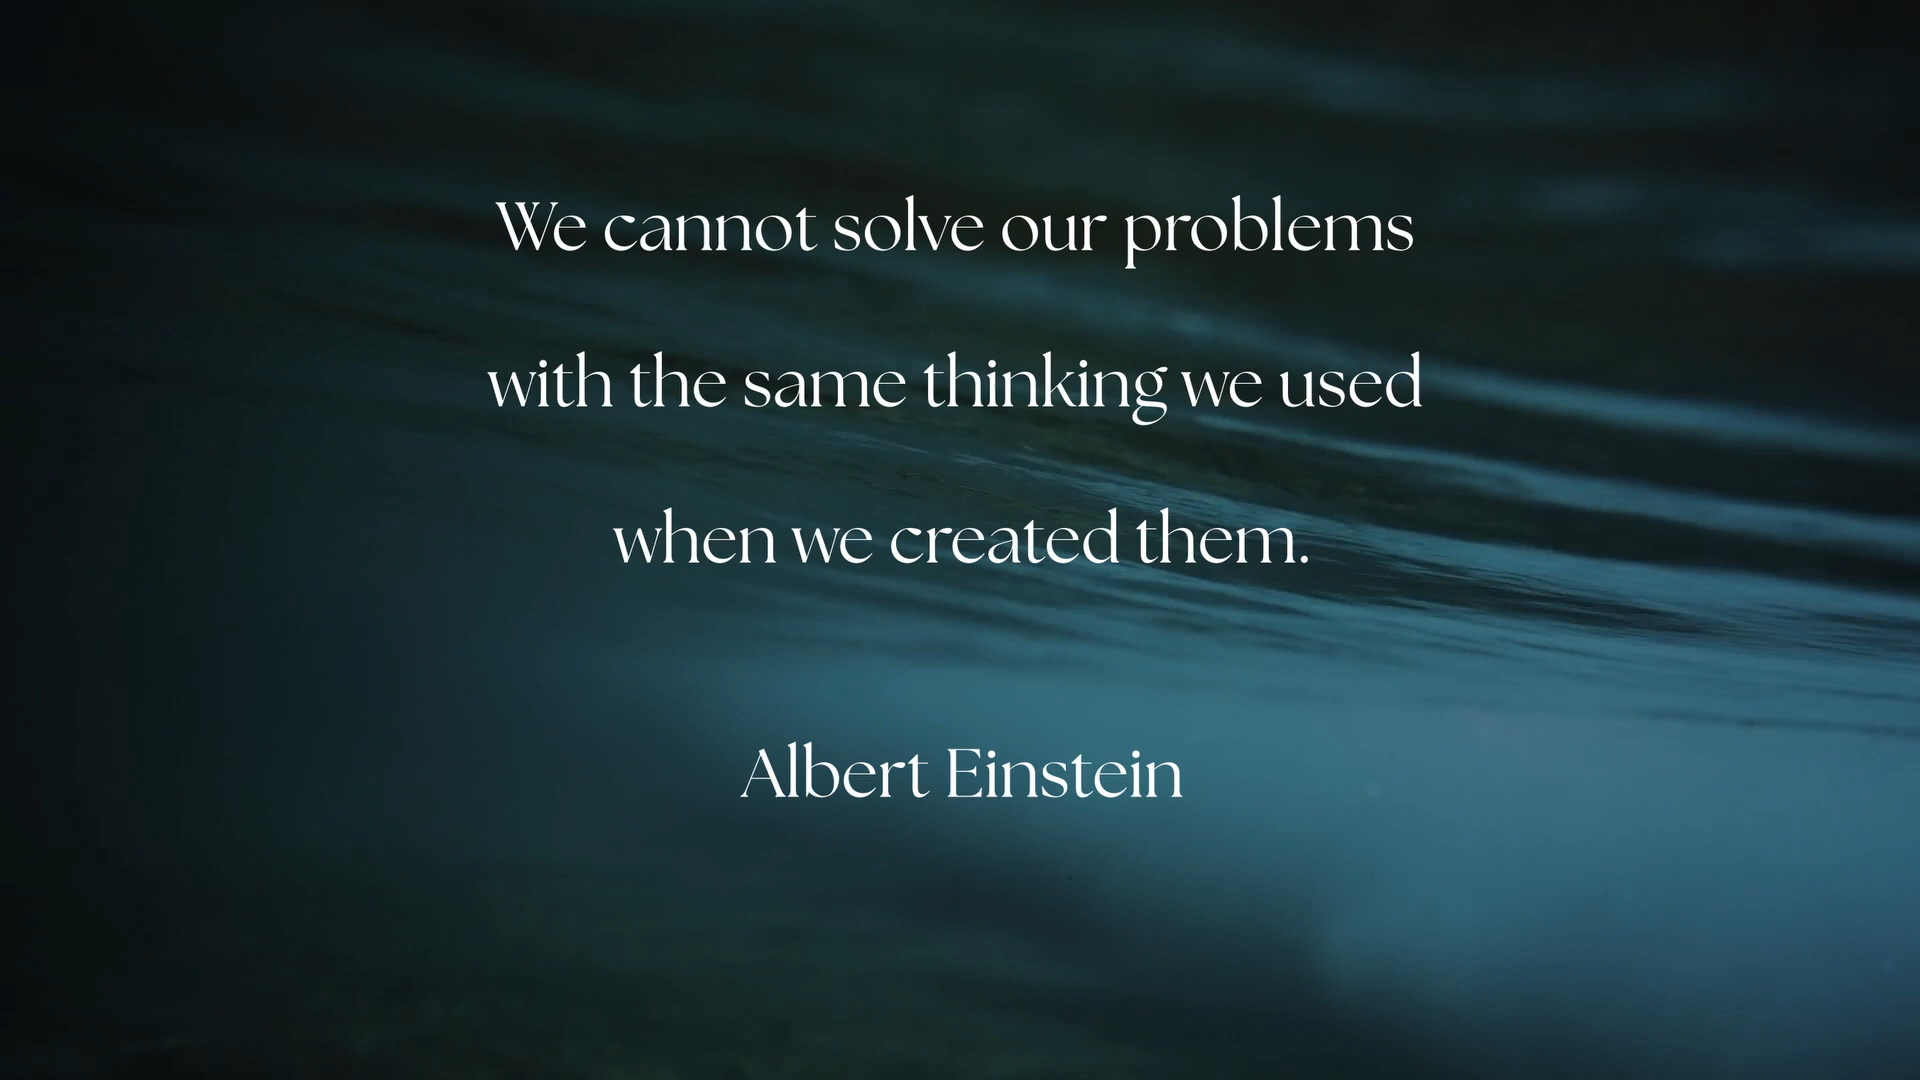 We cannot solve our problems
with the same thinking we used
when we created them.
Albert Einstein